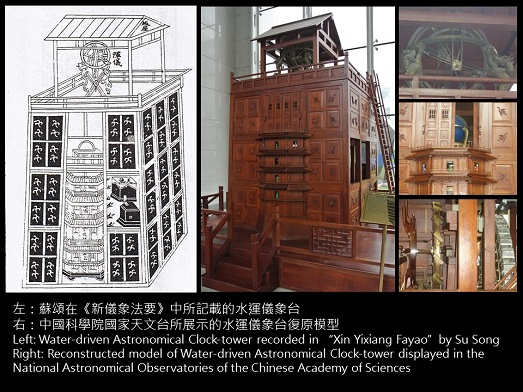 渾儀
左：蘇頌在《新儀象法要》中所記載的水運儀象台
右：中國科學院國家天文台所展示的水運儀象台復原模型
Left: Water-driven Astronomical Clock-tower recorded in “Xin Yixiang Fayao” by Su Song
Right: Reconstructed model of Water-driven Astronomical Clock-tower displayed in the
National Astronomical Observatories of the Chinese Academy of Sciences